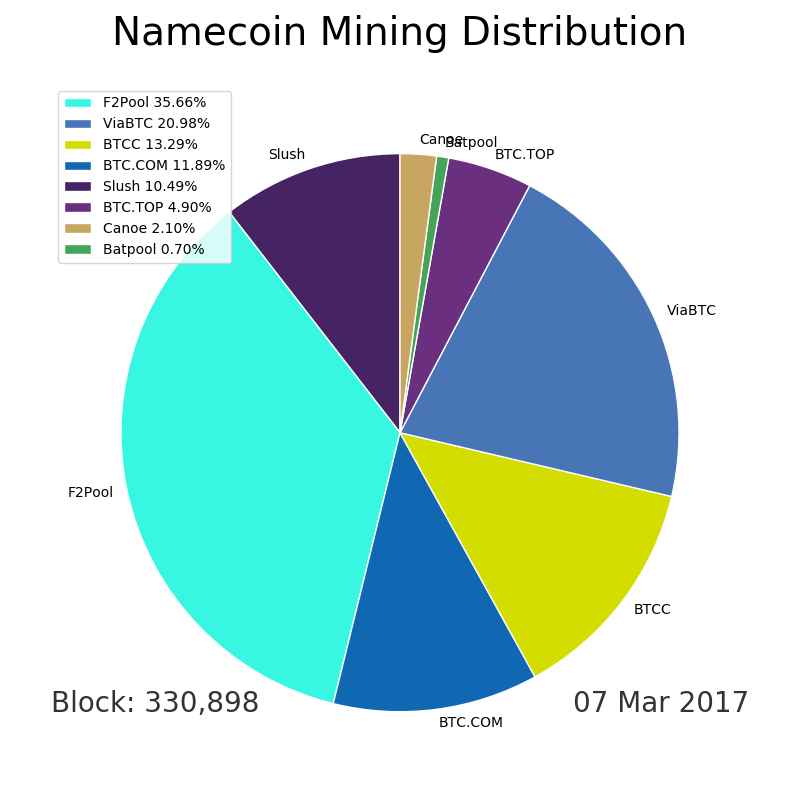 Namecoin Mining Distribution
F2Pool 35.66%
ViaBTC 20.98%
BTCC 13.29%
BTC.COM 11.89%
Slush 10.49%
BTC.TOP 4.90%
Canoe 2.10%
Batpool 0.70%
Canoe
Batpool
Slush
BTC.TOP
ViaBTC
F2Pool
BTCC
Block: 330,898
07 Mar 2017
BTC.COM